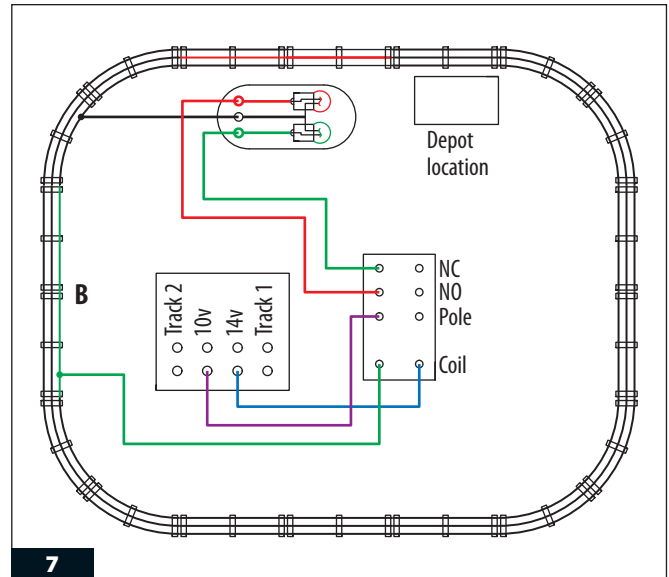 Depot
location
NC
NO
Pole
Coil
B
Track 2
10v
14v
Track 1
7